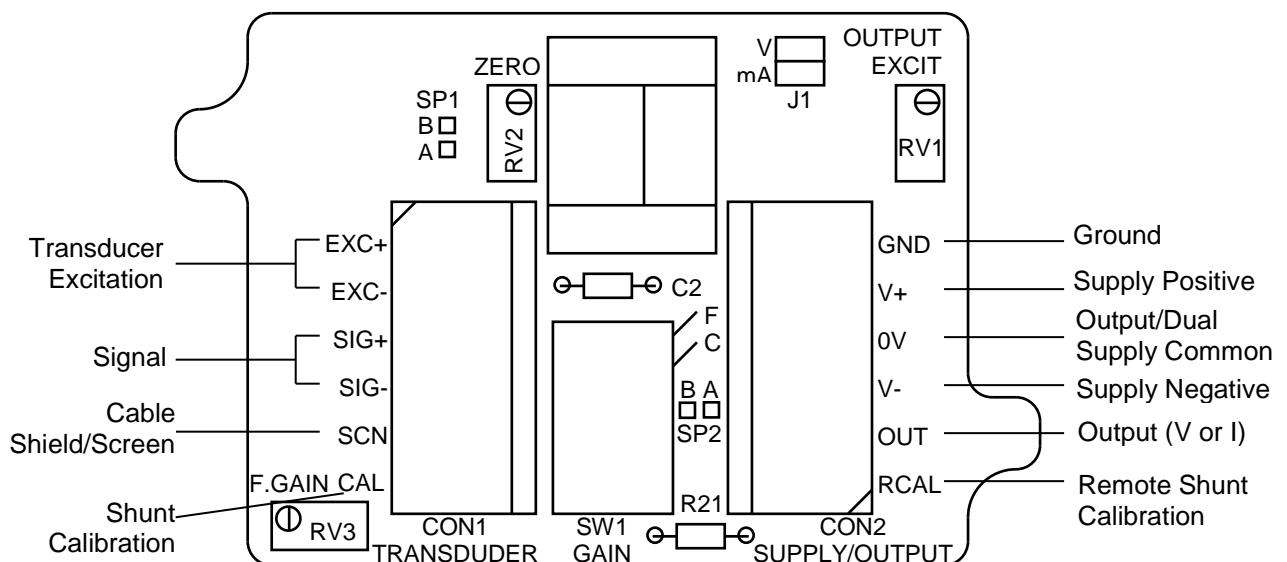 V
OUTPUT
mA
EXCIT
J1
ZERO
SP1
B
A
RV2
RV1
Transducer
Excitation
EXC+
EXC-
Signal
SIG+
SIG-
Cable
Shield/Screen
SCN
F.GAIN CAL
Shunt
Calibration
RV3
CON1
TRANSDUDER
C2
F
C
B A
SP2
SW1
GAIN
R21
CON2
SUPPLY/OUTPUT
GND
Ground
V+
Supply Positive
0V
Output/Dual
Supply Common
V-
Supply Negative
OUT
Output (V or I)
RCAL
Remote Shunt
Calibration